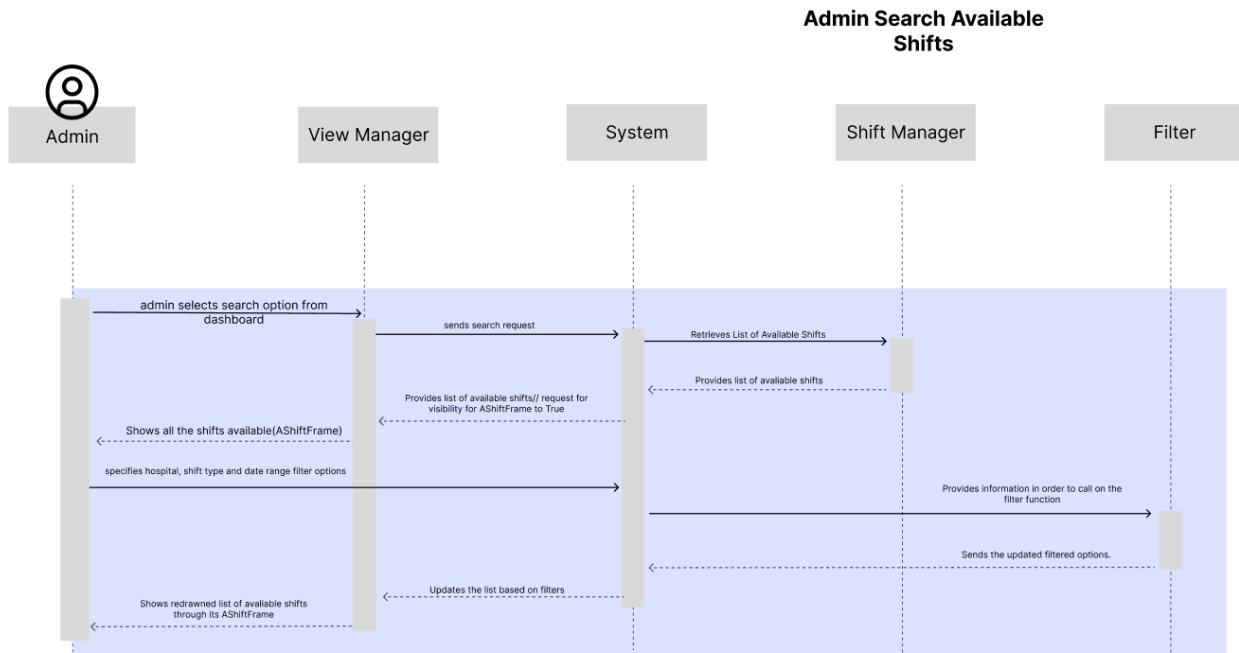 Admin Search Available
Shifts
Admin
View Manager
System
Shift Manager
Filter
admin selects search option from
dashboard
sends search request
Retrieves List of Available Shifts
Provides list of avaliable shifts
Provides list of available shifts// request for
visibility for AShiftFrame to True
Shows all the shifts available(AShiftFrame)
specifies hospital, shift type and date range filter options
Provides information in order to call on the
filter function
Sends the updated filtered options.
Updates the list based on filters
Shows redrawned list of avaliable shifts
through its AShiftFrame